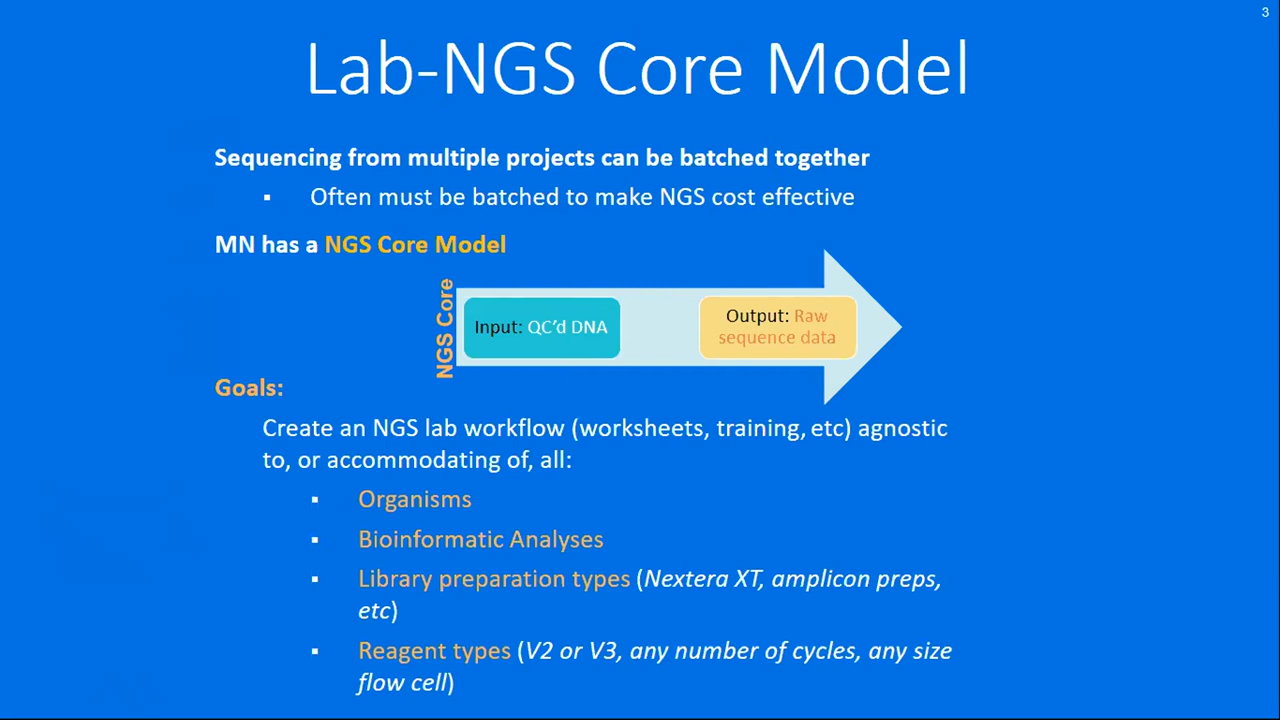 3
Lab-NGS Core Model
Sequencing from multiple projects can be batched together
▪ Often must be batched to make NGS cost effective
MN has a NGS Core Model
NGS Core
Input: QC’d DNA
Output: Raw
sequence data
Goals:
Create an NGS lab workflow (worksheets, training, etc) agnostic
to, or accommodating of, all:
▪ Organisms
▪ Bioinformatic Analyses
▪ Library preparation types (Nextera XT, amplicon preps,
etc)
▪ Reagent types (V2 or V3, any number of cycles, any size
flow cell)